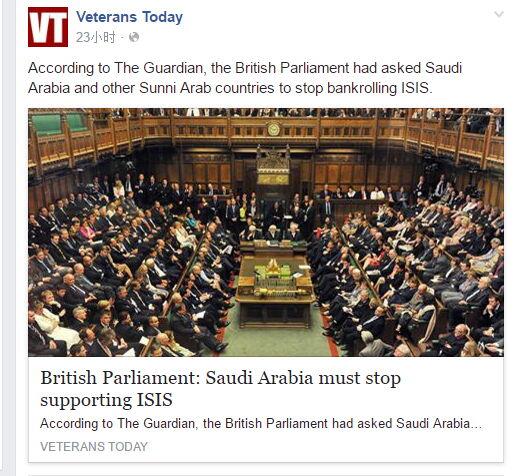 VT
Veterans Today
23小时 ·
According to The Guardian, the British Parliament had asked Saudi
Arabia and other Sunni Arab countries to stop bankrolling ISIS.
British Parliament: Saudi Arabia must stop
supporting ISIS
According to The Guardian, the British Parliament had asked Saudi Arabia...
VETERANS TODAY